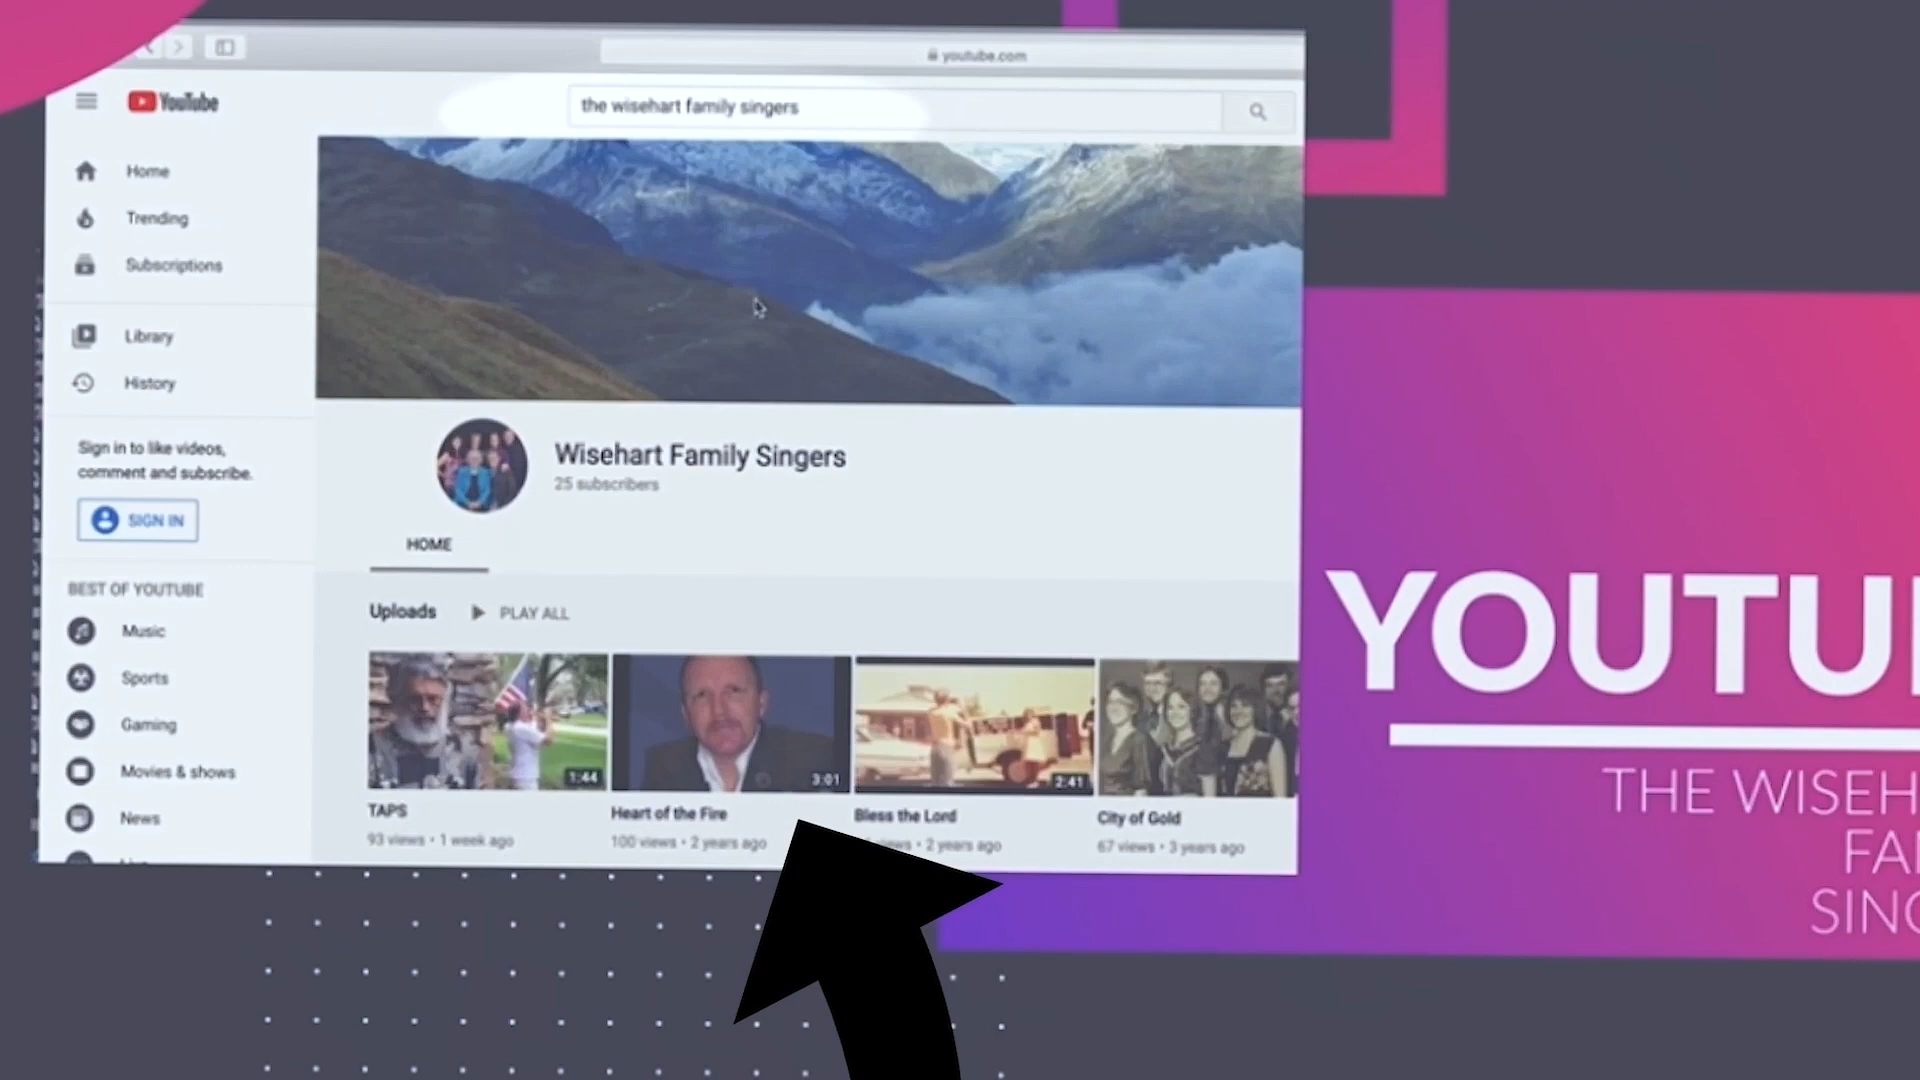 youtube.com
YouTube
the wisehart family singers
Home
Trending
Subscriptions
Library
History
Sign in to like videos,
comment and subscribe.
SIGN IN
BEST OF YOUTUBE
Music
Sports
Gaming
Movies & shows
News
Wisehart Family Singers
25 subscribers
HOME
Uploads
PLAY ALL
1:44
3:01
2:41
TAPS
Heart of the Fire
Bless the Lord
City of Gold
93 views • 1 week ago
100 views • 2 years ago
views • 2 years ago
67 views • 3 years ago
YOUTU
THE WISEH
FA
SING